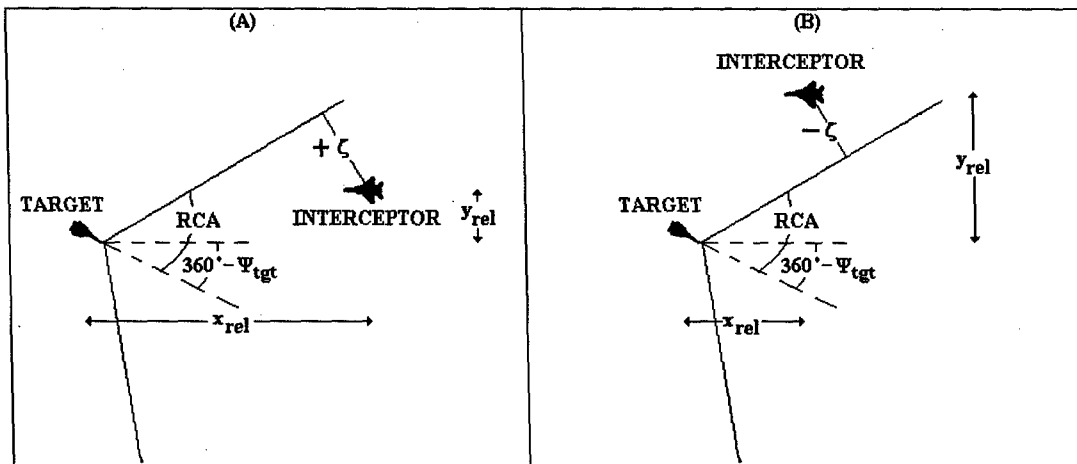 (A)
+ ζ
TARGET
RCA
INTERCEPTOR
y_rel
360°-Ψ_tgt
x_rel
(B)
INTERCEPTOR
- ζ
y_rel
TARGET
RCA
360°-Ψ_tgt
x_rel